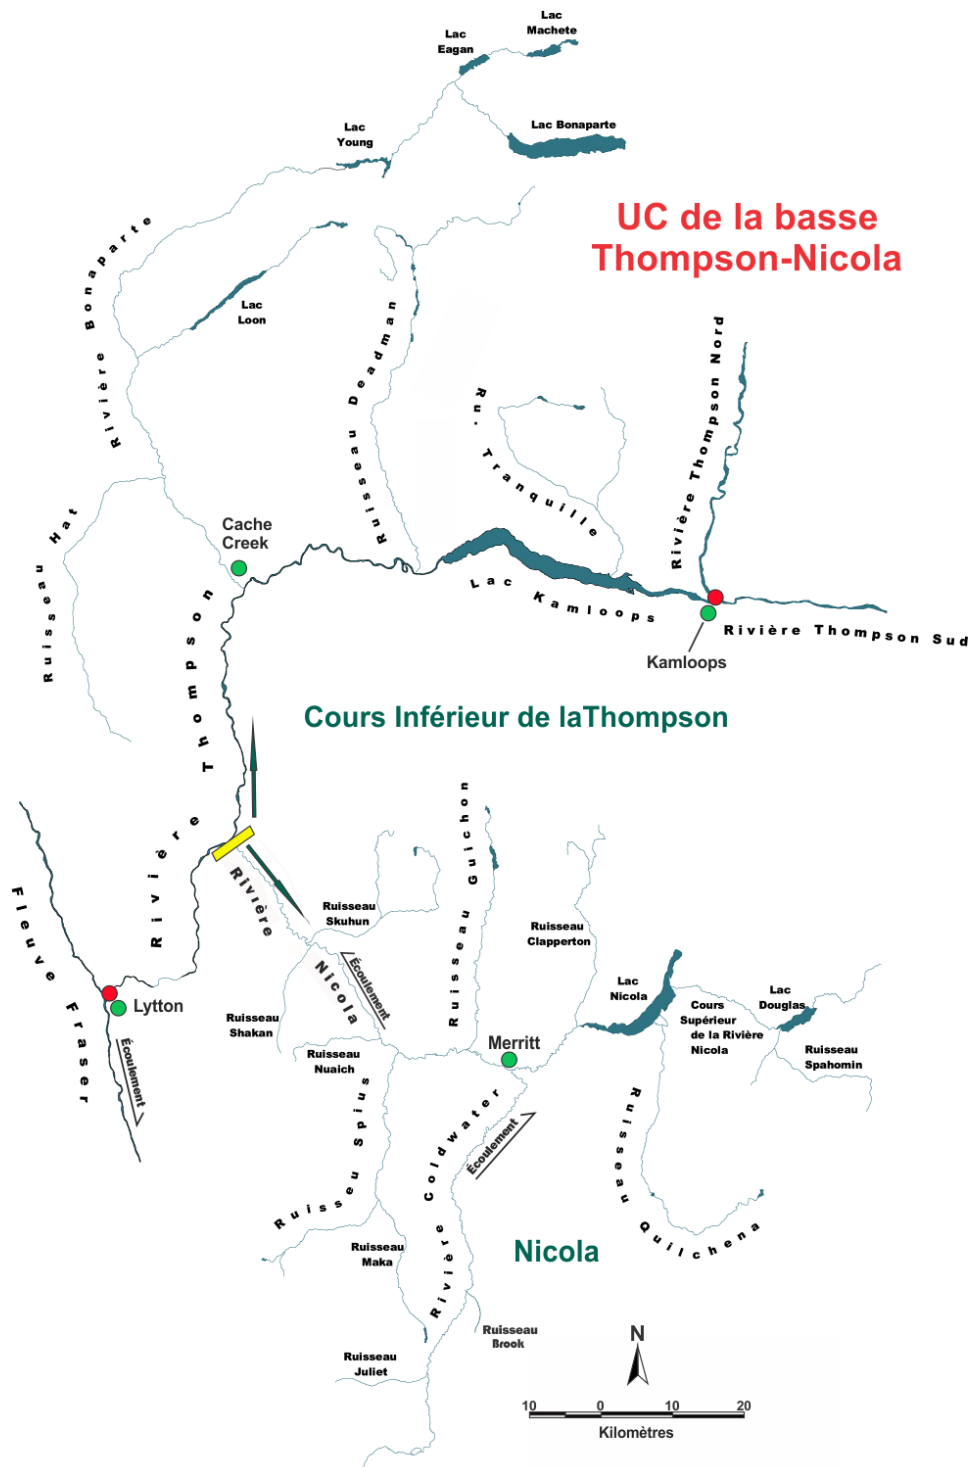 Lac
Machete
Lac
Eagan
Lac Bonaparte
Lac
Young
UC de la basse
Thompson-Nicola
Rivière Bonaparte
Lac
Loon
Ruisseau Deadman
Rivière Thompson Nord
Rau. Tranquille
Ruisseau Hat
Cache
Creek
Lac Kamloops
Rivière Thompson Sud
Kamloops
Rivière Thompson
Cours Inférieur de laThompson
Fleuve Fraser
Rivière Nicola
Ruisseau
Skuhun
Ruisseau Guichon
Ruisseau
Clapperton
Écoulement
Lac
Nicola
Lac
Douglas
Cours
Supérieur
de la Rivière
Nicola
Lytton
Ruisseau
Shakan
Ruisseau
Nuaich
Merritt
Ruisseau
Spahomin
Écoulement
Ruisseu Spius
Rivière Coldwater
Écoulement
Ruisseau Quilchena
Ruisseau
Maka
Nicola
Ruisseau
Brook
Ruisseau
Juliet
N
10 0 10 20
Kilomètres